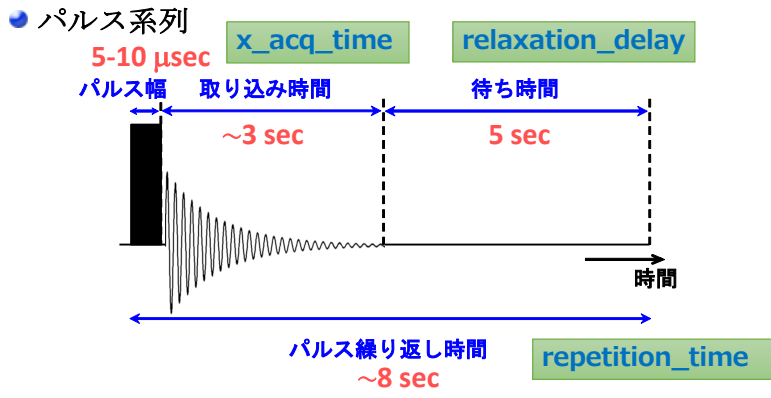 パルス系列
5-10 μsec
x_acq_time
relaxation_delay
パルス幅
取り込み時間
待ち時間
～3 sec
5 sec
時間
パルス繰り返し時間
repetition_time
～8 sec